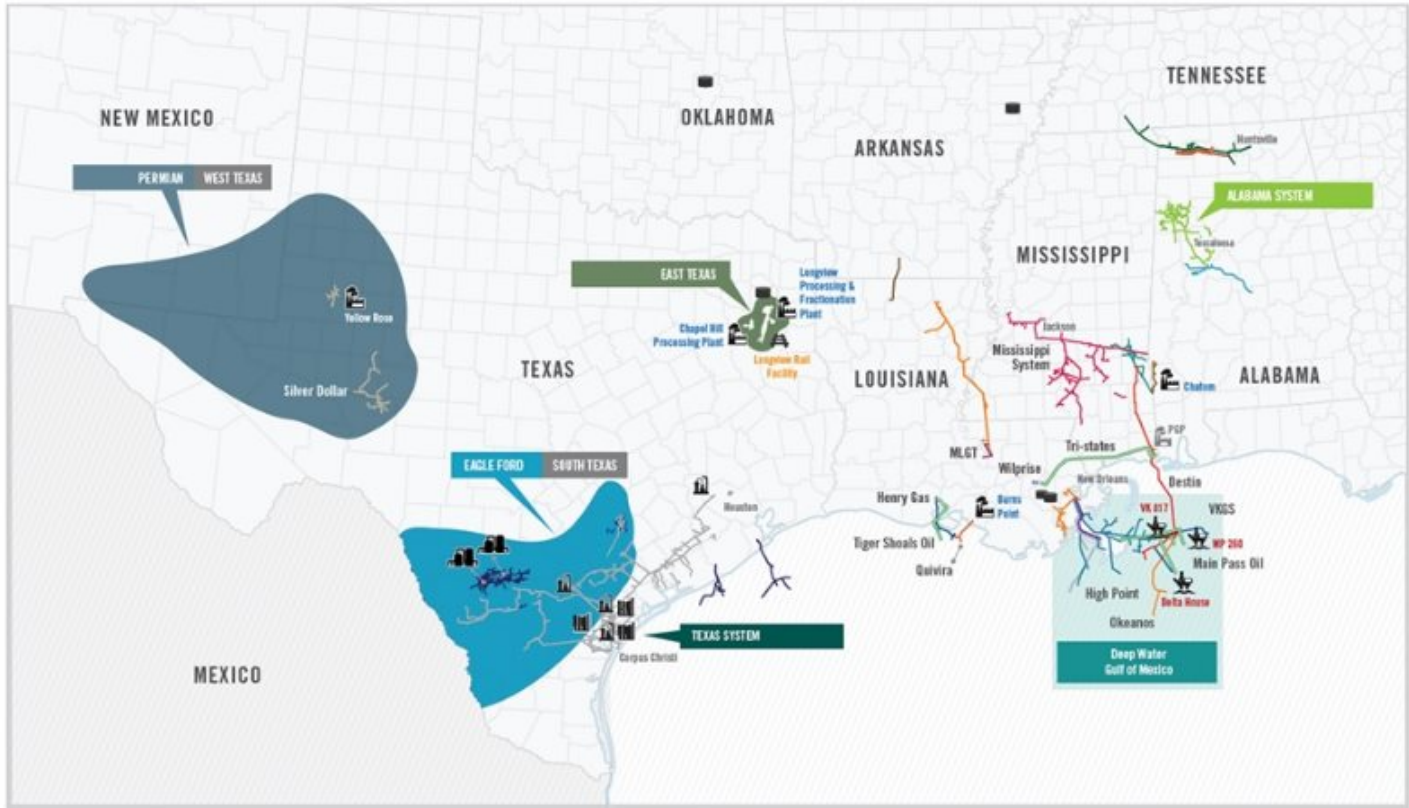 TENNESSEE
NEW MEXICO
OKLAHOMA
ARKANSAS
Huntsville
PERMIAN
WEST TEXAS
ALABAMA SYSTEM
Tuscaloosa
MISSISSIPPI
EAST TEXAS
Longview
Processing &
Fractionation
Plant
Yellow Rose
Chapel Hill
Processing Plant
Longview Rail
Facility
Jackson
Mississippi
System
TEXAS
LOUISIANA
ALABAMA
Silver Dollar
Chatom
PGP
Tri-states
MLGT
EAGLE FORD
SOUTH TEXAS
Wilprise
New Orleans
Destin
Houston
Henry Gas
Burns
Point
VK 817
VKGS
Tiger Shoals Oil
MP 260
Main Pass Oil
Quivira
High Point
Delta House
Okeanos
TEXAS SYSTEM
Corpus Christi
Deep Water
Gulf of Mexico
MEXICO